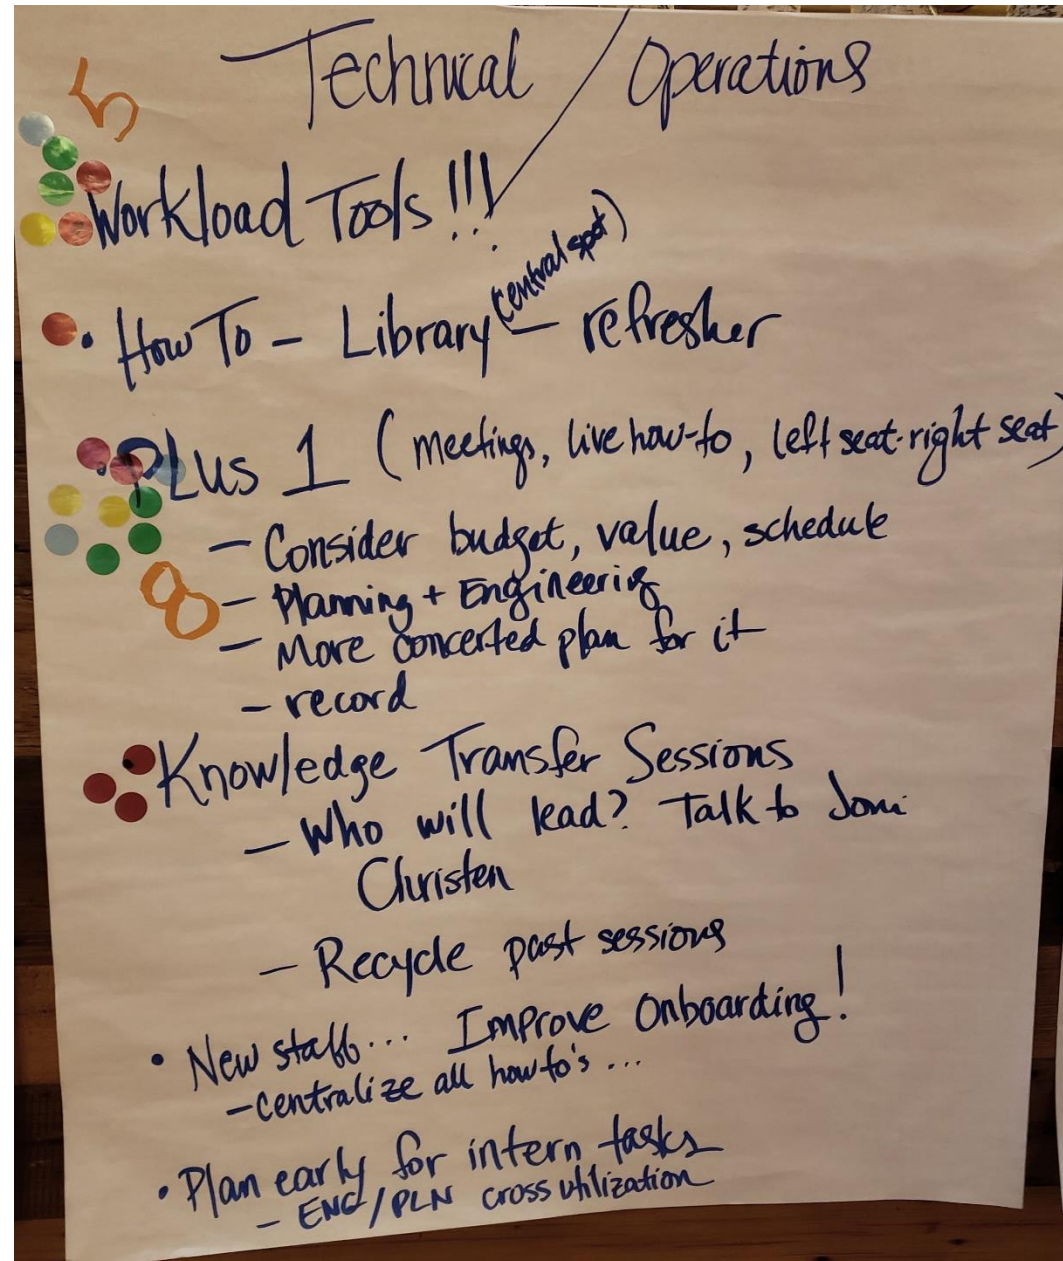 Technical / Operations
5
Workload Tools !!!
• How To – Library (central spot) – refresher
• Plus 1 (meetings, live how-to, left seat-right seat)
– Consider budget, value, schedule
8
– Planning + Engineering
– More concerted plan for it
– record
• Knowledge Transfer Sessions
– Who will lead? Talk to Jomi
Christen
– Recycle past sessions
• New staff... Improve Onboarding!
– centralize all how to's ...
• Plan early for intern tasks
– ENG/PLN cross utilization